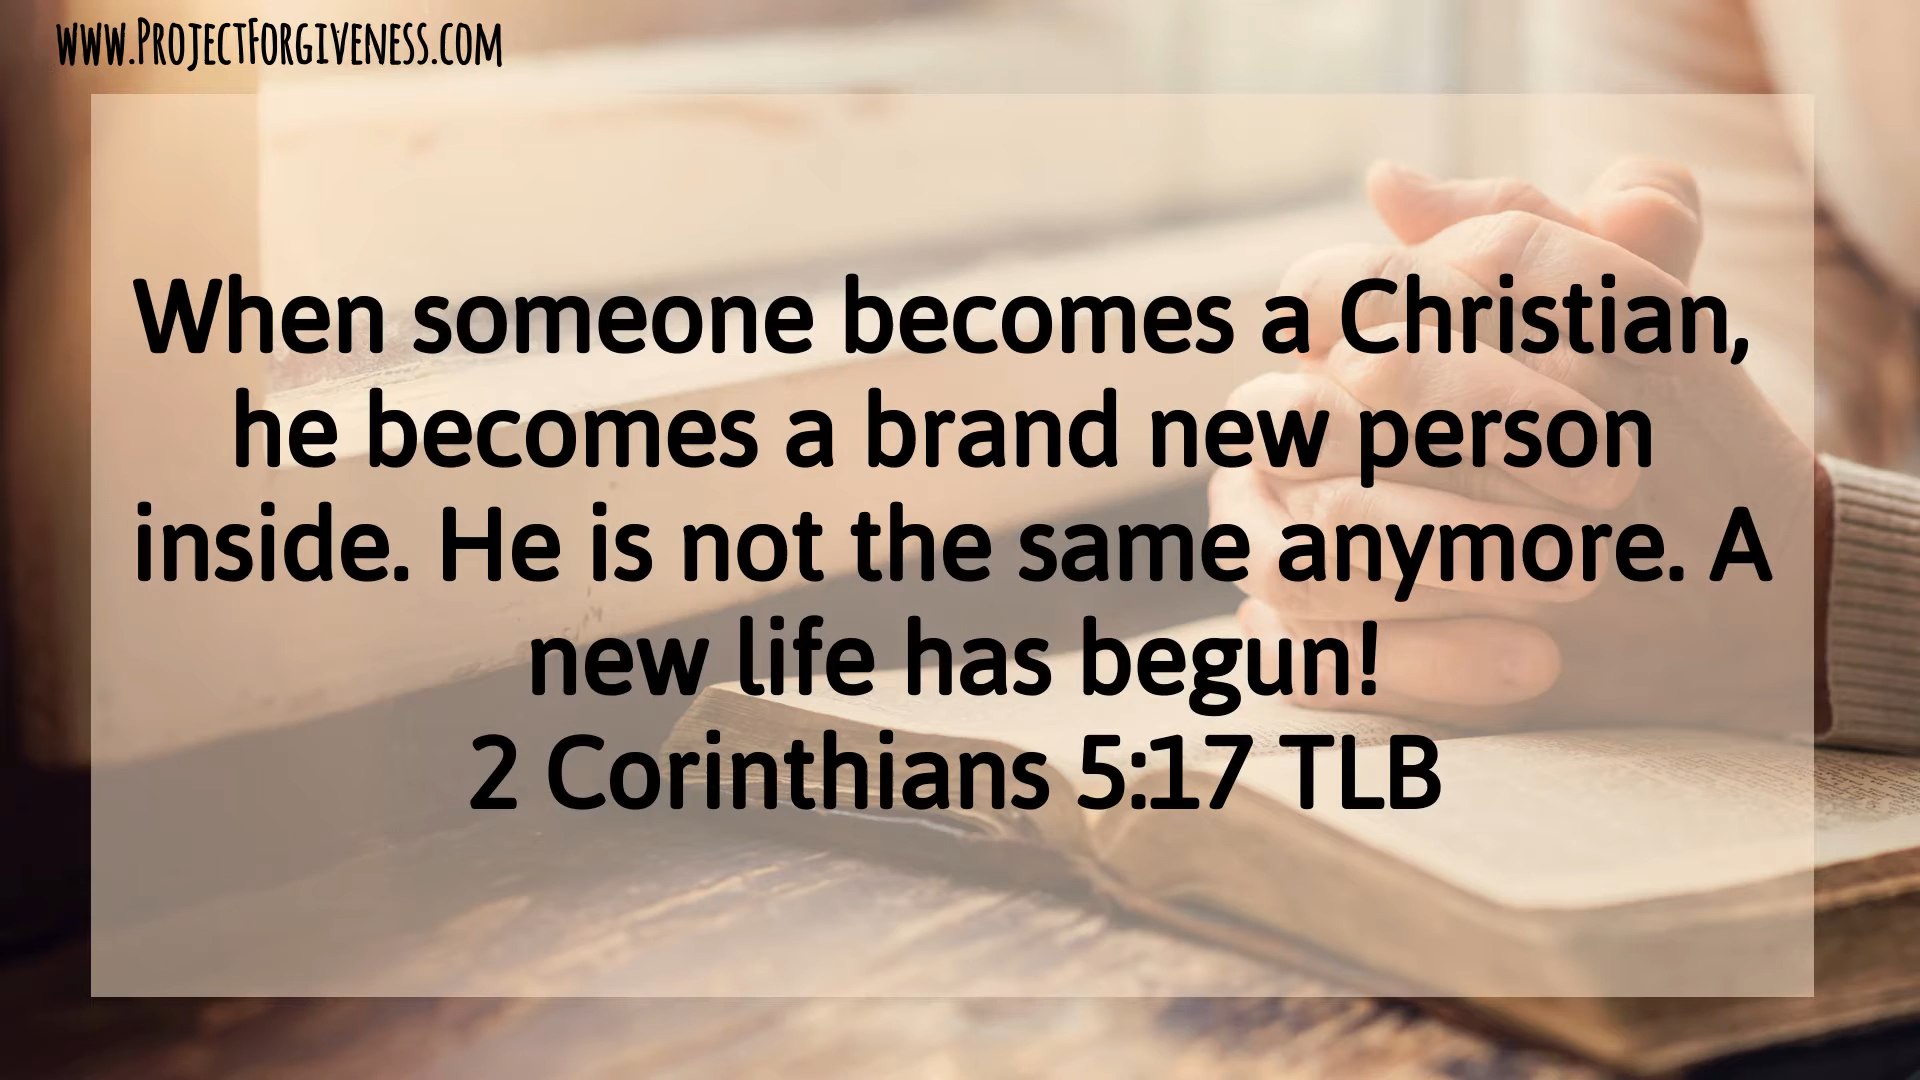 www.ProjectForgiveness.com
When someone becomes a Christian,
he becomes a brand new person
inside. He is not the same anymore. A
new life has begun!
2 Corinthians 5:17 TLB